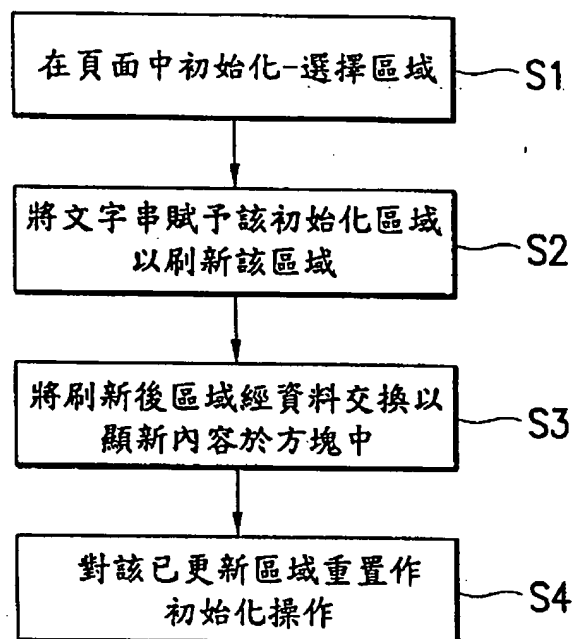 在頁面中初始化-選擇區域
S1
將文字串賦予該初始化區域
以刷新該區域
S2
將刷新後區域經資料交換以
顯新內容於方塊中
S3
對該已更新區域重置作
初始化操作
S4